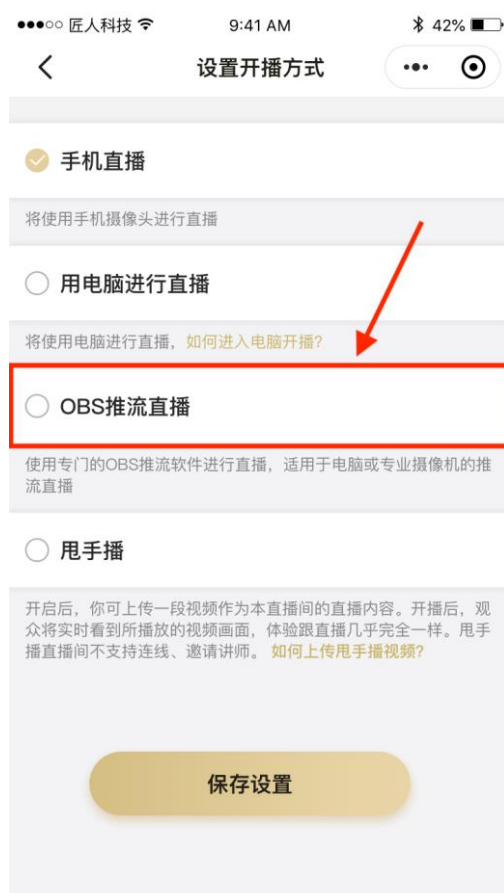 匠人科技 9:41 AM 42%
设置开播方式
手机直播
将使用手机摄像头进行直播
用电脑进行直播
将使用电脑进行直播，如何进入电脑开播？
OBS推流直播
使用专门的OBS推流软件进行直播，适用于电脑或专业摄像机的推
流直播
甩手播
开启后，你可上传一段视频作为本直播间的直播内容。开播后，观
众将实时看到所播放的视频画面，体验跟直播几乎完全一样。甩手
播直播间不支持连线、邀请讲师。 如何上传甩手播视频？
保存设置